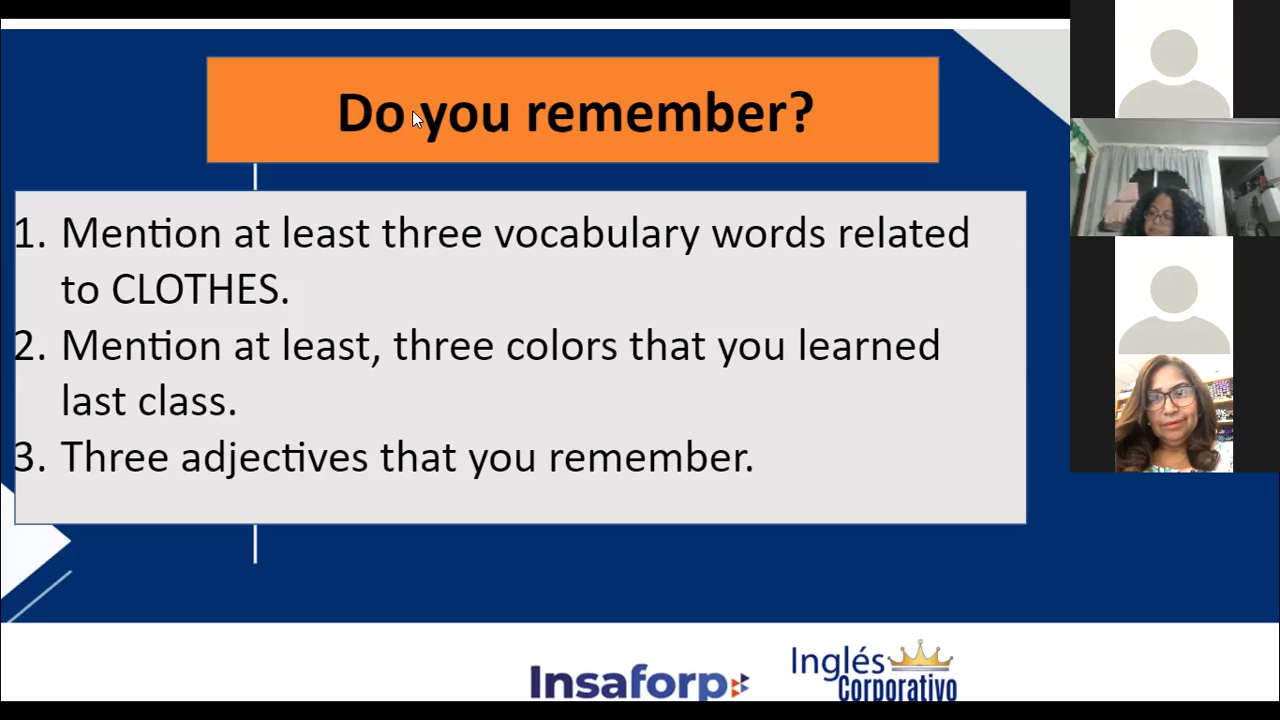 Do you remember?
1. Mention at least three vocabulary words related
to CLOTHES.
2. Mention at least, three colors that you learned
last class.
3. Three adjectives that you remember.
Insaforp
Inglés
Corporativo